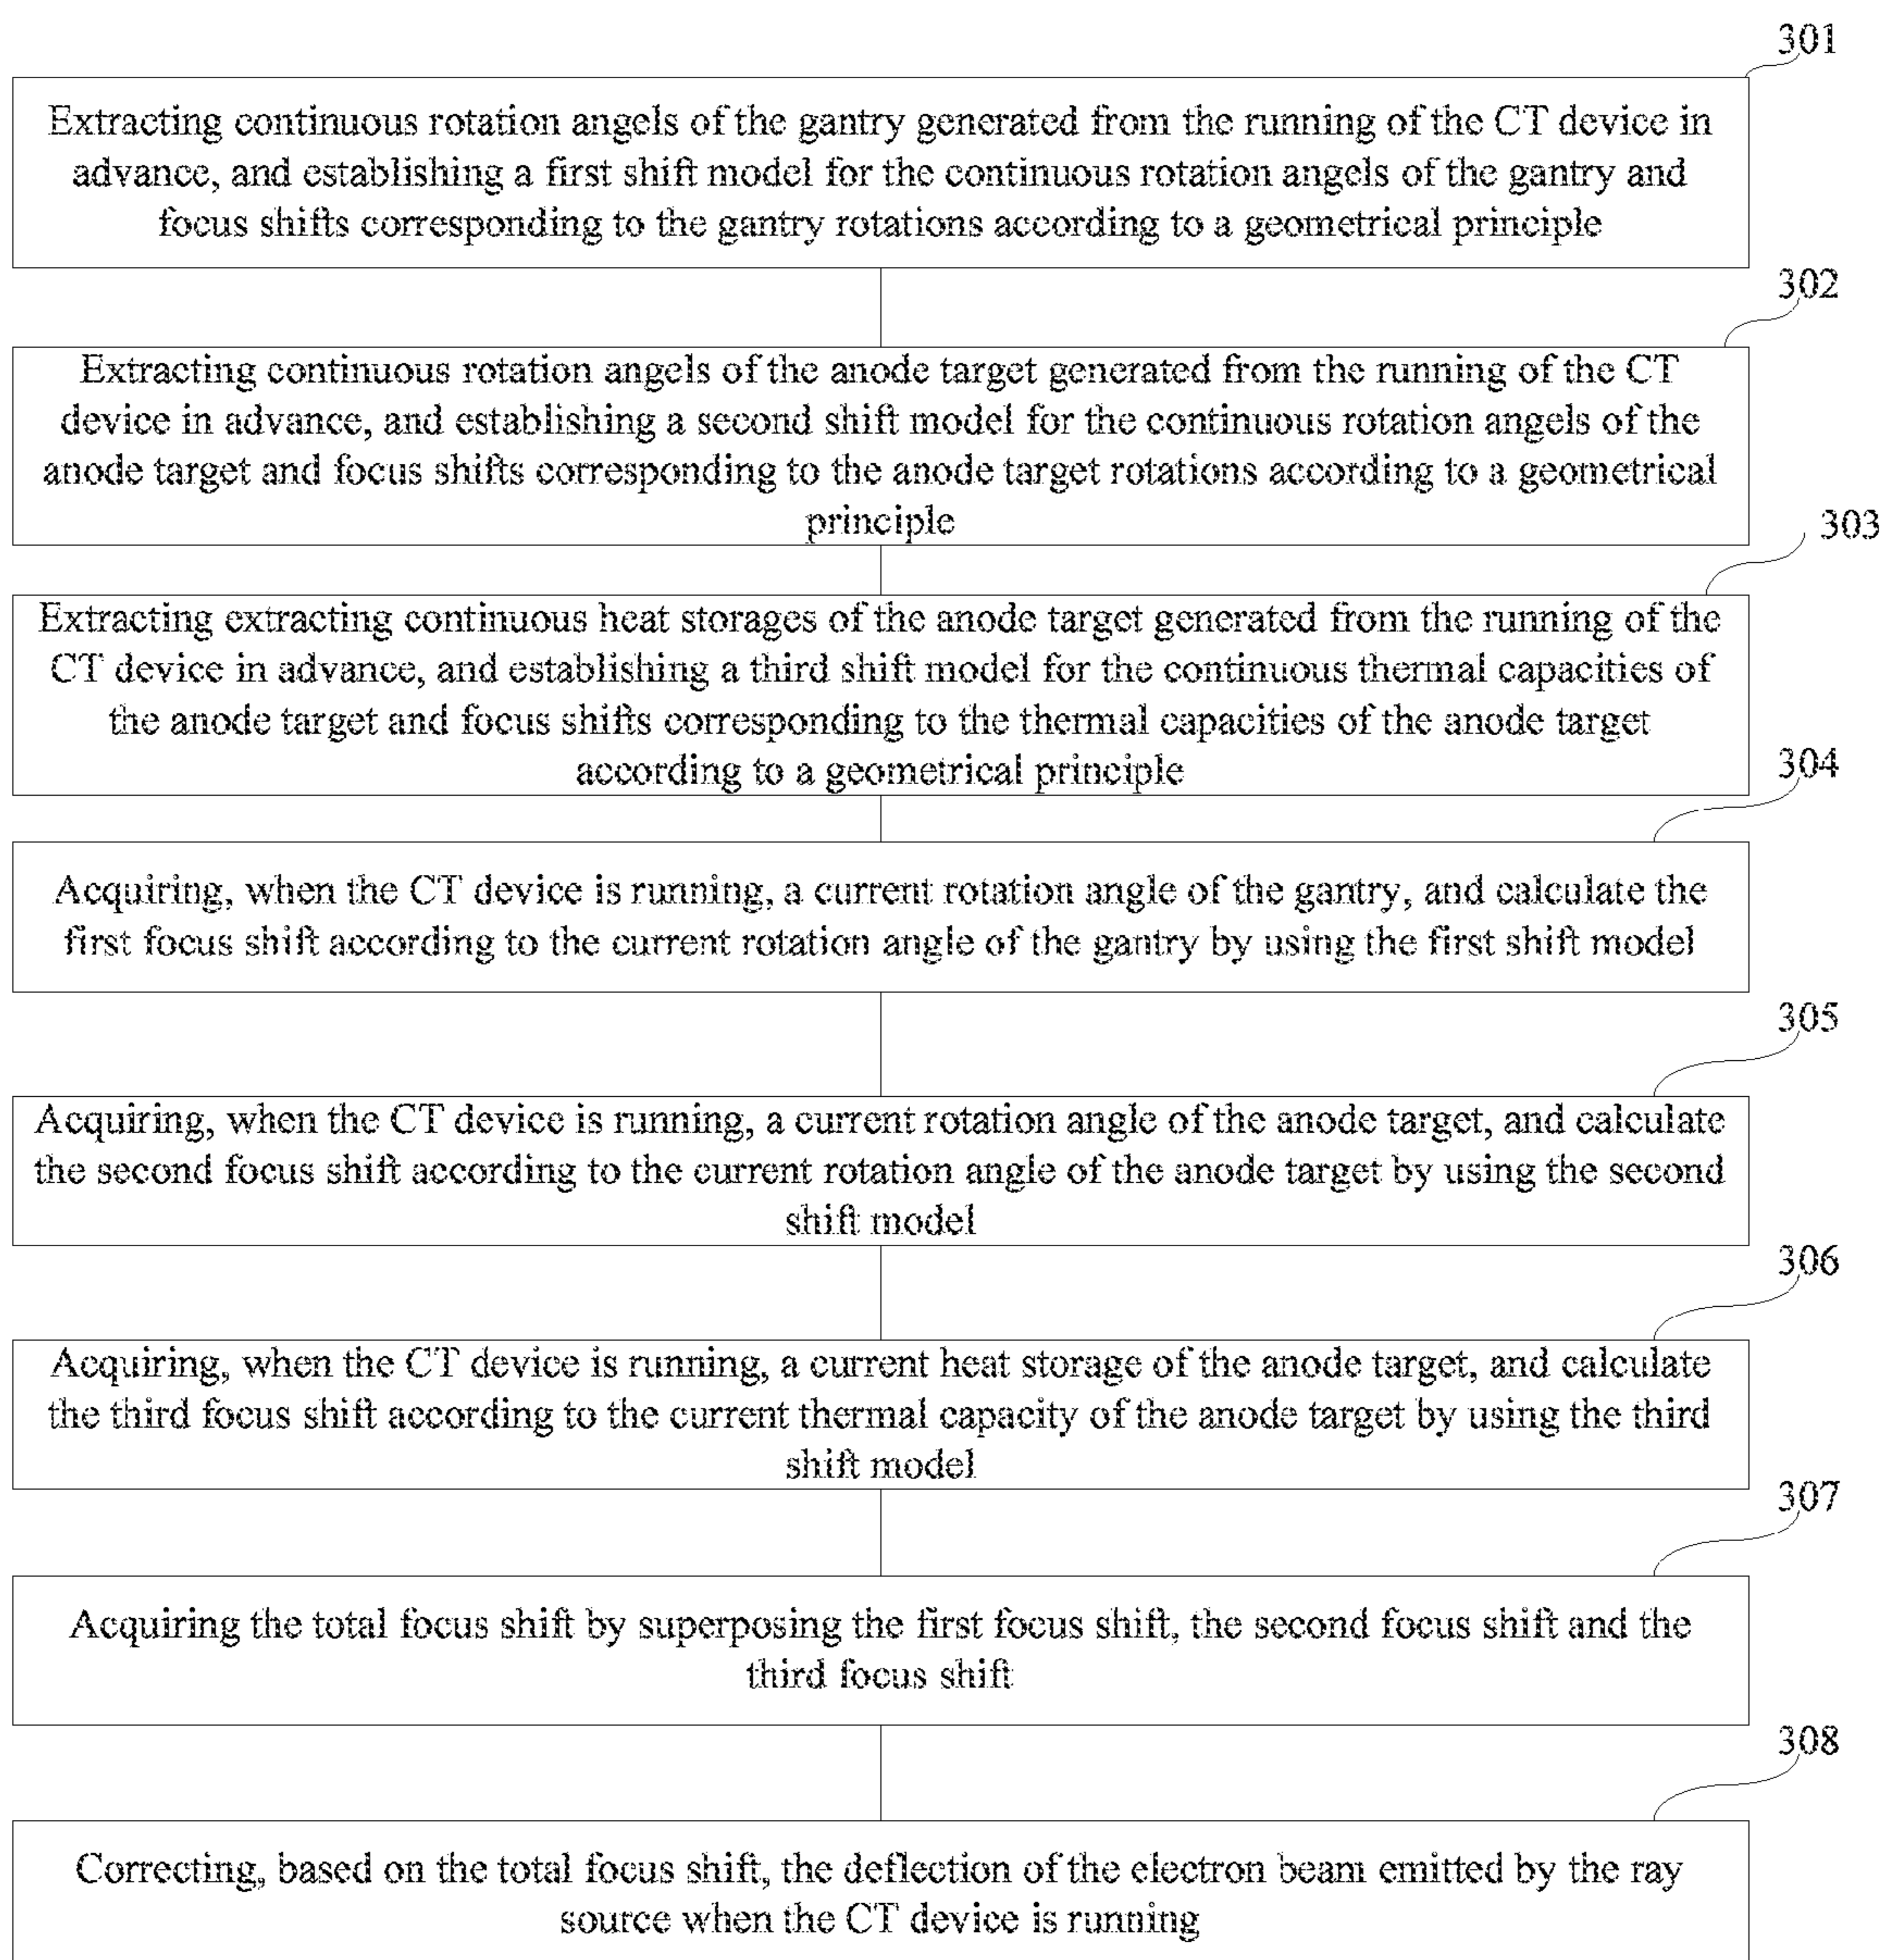 301
Extracting continuous rotation angels of the gantry generated from the running of the CT device in
advance, and establishing a first shift model for the continuous rotation angels of the gantry and
focus shifts corresponding to the gantry rotations according to a geometrical principle
302
Extracting continuous rotation angels of the anode target generated from the running of the CT
device in advance, and establishing a second shift model for the continuous rotation angels of the
anode target and focus shifts corresponding to the anode target rotations according to a geometrical
principle
303
Extracting extracting continuous heat storages of the anode target generated from the running of the
CT device in advance, and establishing a third shift model for the continuous thermal capacities of
the anode target and focus shifts corresponding to the thermal capacities of the anode target
according to a geometrical principle
304
Acquiring, when the CT device is running, a current rotation angle of the gantry, and calculate the
first focus shift according to the current rotation angle of the gantry by using the first shift model
305
Acquiring, when the CT device is running, a current rotation angle of the anode target, and calculate
the second focus shift according to the current rotation angle of the anode target by using the second
shift model
306
Acquiring, when the CT device is running, a current heat storage of the anode target, and calculate
the third focus shift according to the current thermal capacity of the anode target by using the third
shift model
307
Acquiring the total focus shift by superposing the first focus shift, the second focus shift and the
third focus shift
308
Correcting, based on the total focus shift, the deflection of the electron beam emitted by the ray
source when the CT device is running